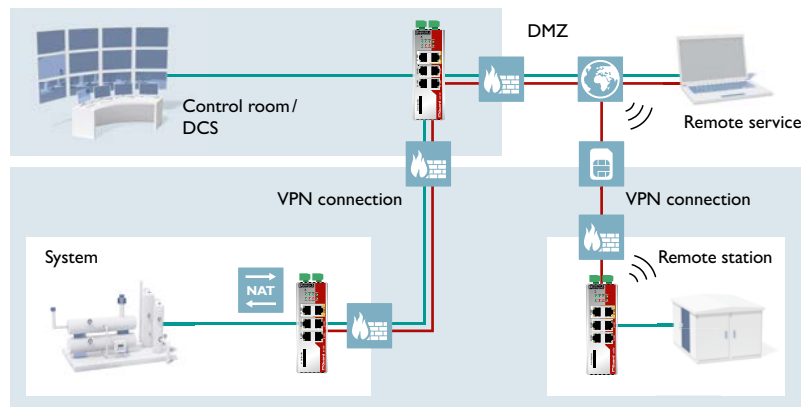 DMZ
Control room/
DCS
Remote service
VPN connection
VPN connection
System
Remote station
NAT